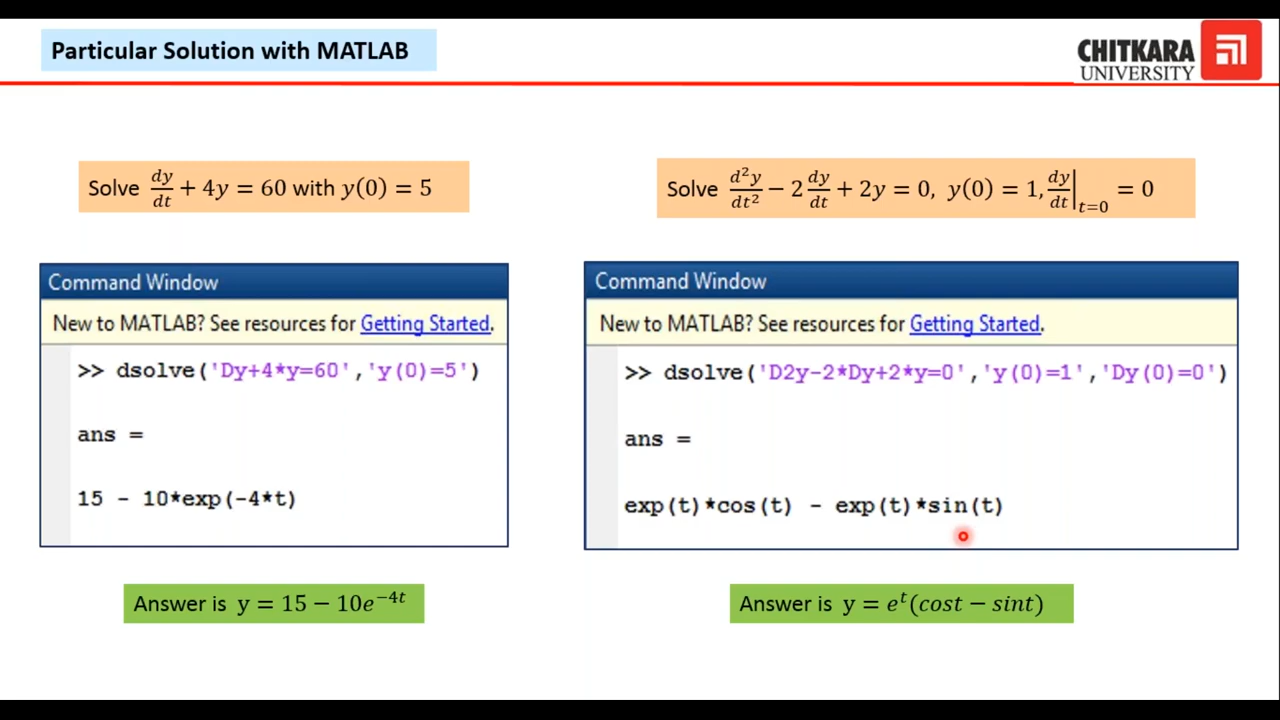 Particular Solution with MATLAB
CHITKARA
UNIVERSITY
Solve dy/dt + 4y = 60 with y(0) = 5
Command Window
New to MATLAB? See resources for Getting Started.
>> dsolve('Dy+4*y=60','y(0)=5')
ans =
15 - 10*exp(-4*t)
Answer is y = 15 − 10e^−4t
Solve d²y/dt² − 2 dy/dt + 2y = 0, y(0) = 1, dy/dt|t=0 = 0
Command Window
New to MATLAB? See resources for Getting Started.
>> dsolve('D2y-2*Dy+2*y=0','y(0)=1','Dy(0)=0')
ans =
exp(t)*cos(t) - exp(t)*sin(t)
Answer is y = e^t(cost − sint)